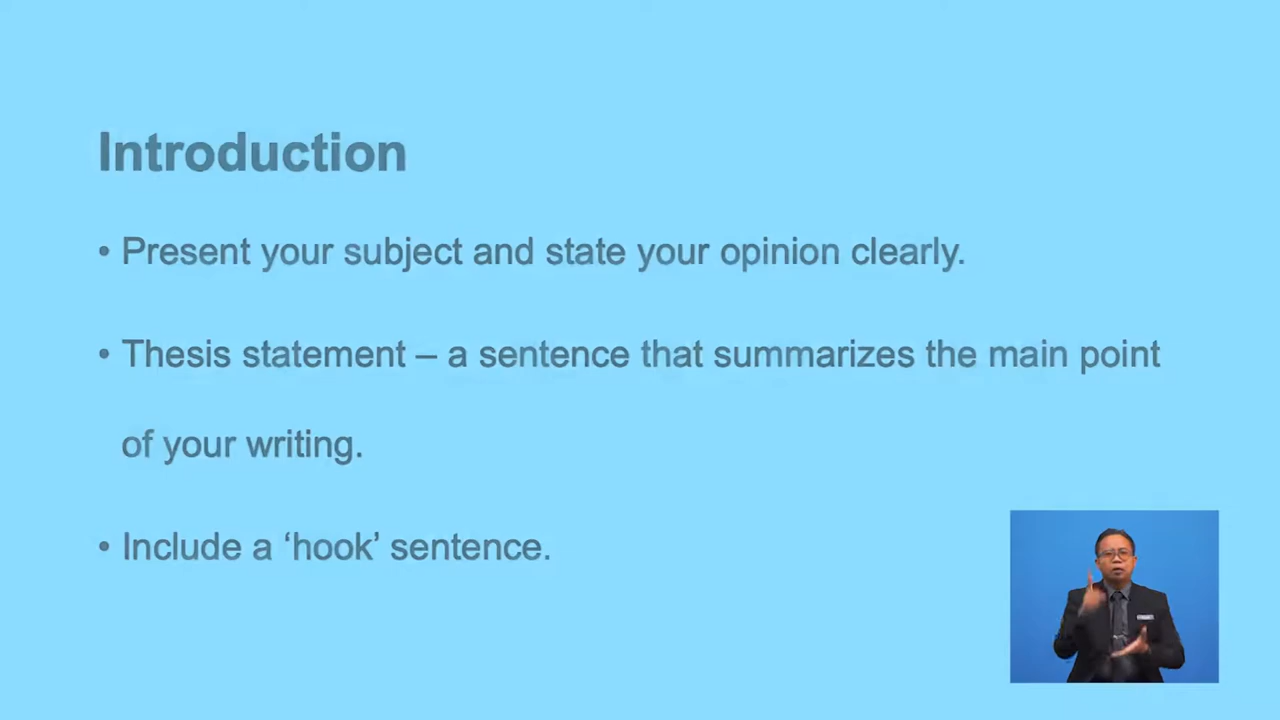 Introduction
• Present your subject and state your opinion clearly.
• Thesis statement – a sentence that summarizes the main point
of your writing.
• Include a ‘hook’ sentence.